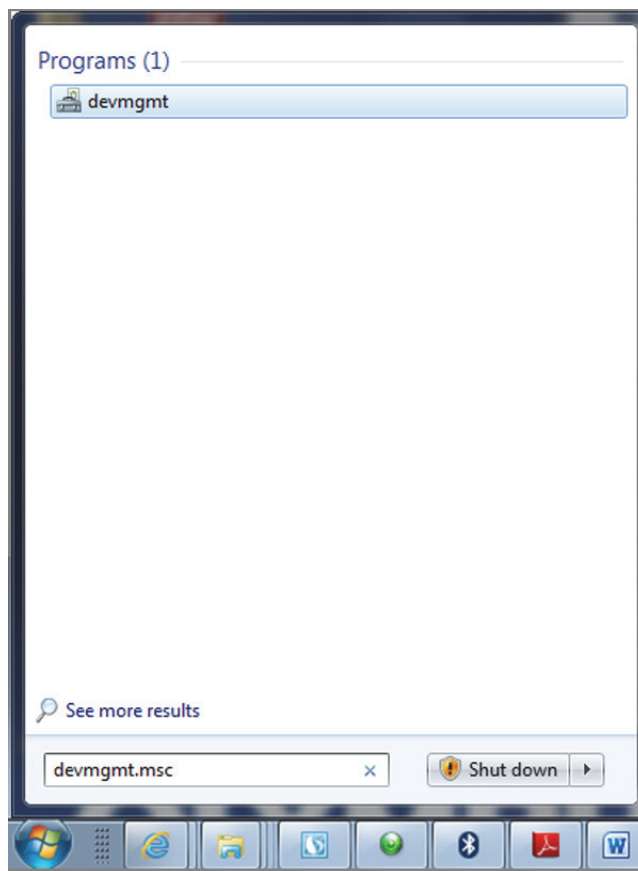 Programs (1)
devmgmt
See more results
devmgmt.msc
Shut down